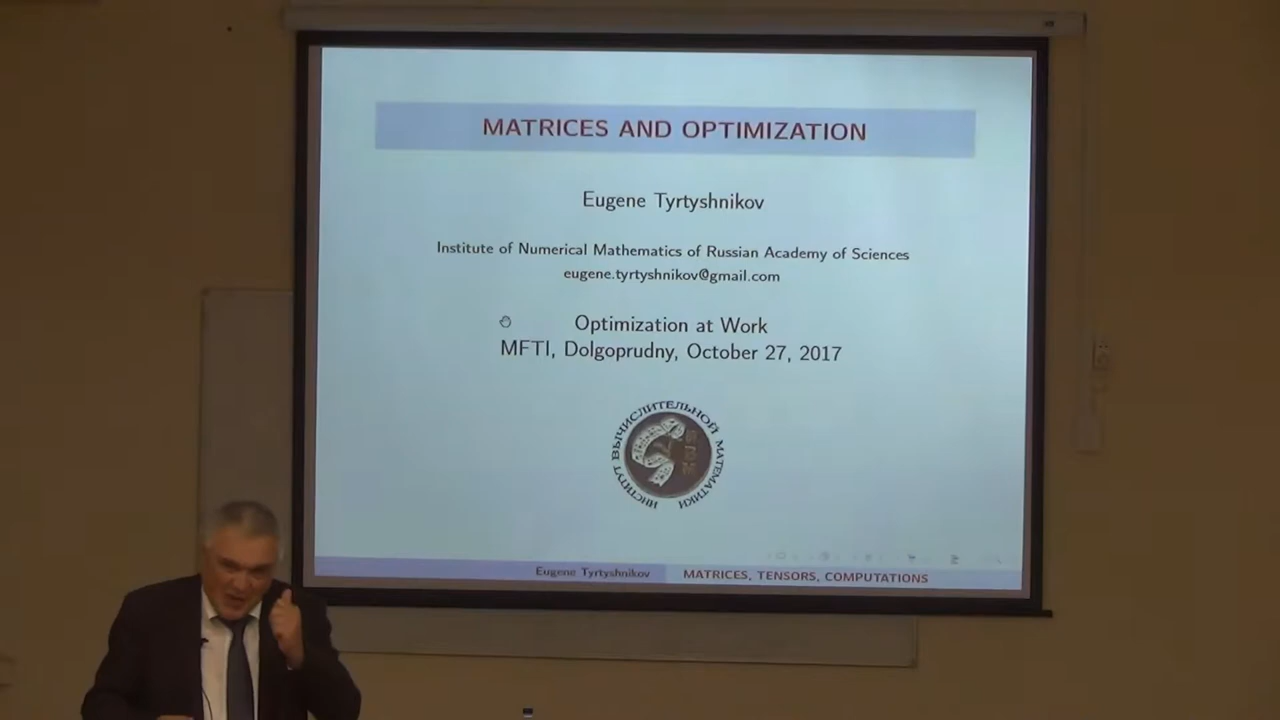 MATRICES AND OPTIMIZATION
Eugene Tyrtyshnikov
Institute of Numerical Mathematics of Russian Academy of Sciences
eugene.tyrtyshnikov@gmail.com
Optimization at Work
MFTI, Dolgoprudny, October 27, 2017
ИНСТИТУТ ВЫЧИСЛИТЕЛЬНОЙ МАТЕМАТИКИ
Eugene Tyrtyshnikov MATRICES, TENSORS, COMPUTATIONS